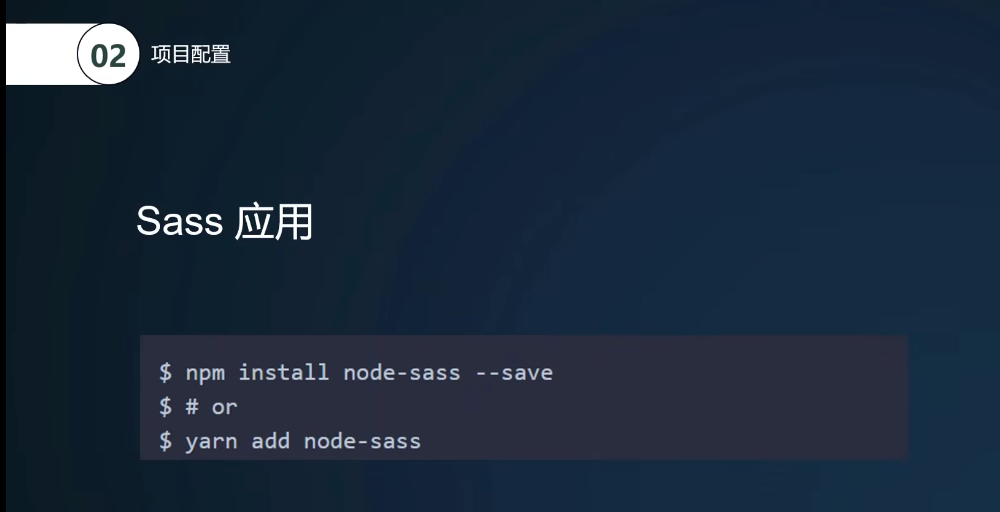 02 项目配置
Sass 应用
$ npm install node-sass --save
$ # or
$ yarn add node-sass